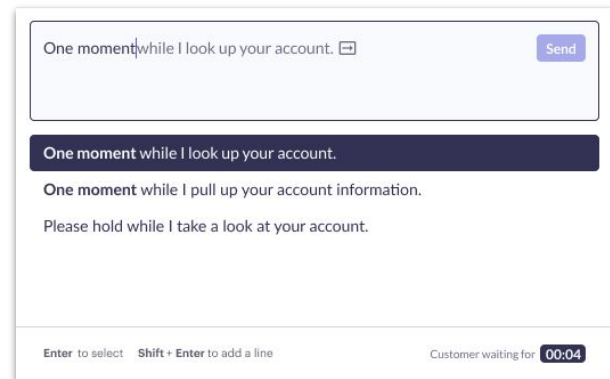 One moment while I look up your account.
Send
One moment while I look up your account.
One moment while I pull up your account information.
Please hold while I take a look at your account.
Enter to select Shift + Enter to add a line
Customer waiting for 00:04